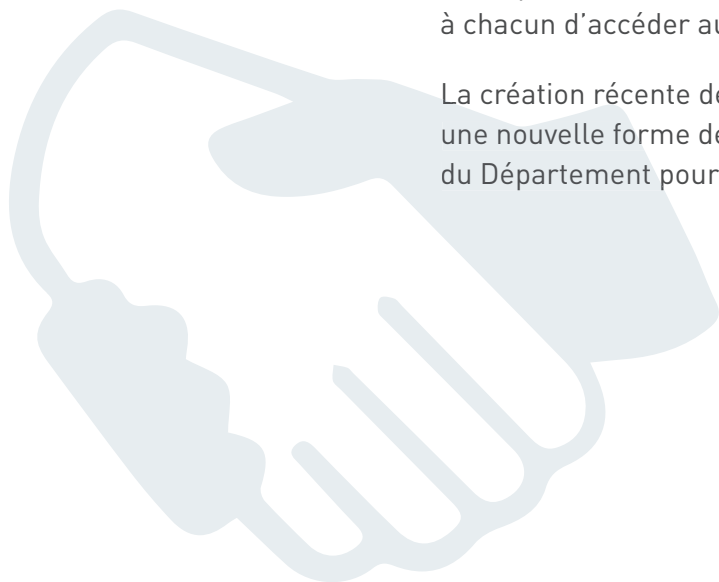 à chacun d’accéder au
La création récente de
une nouvelle forme de
du Département pour